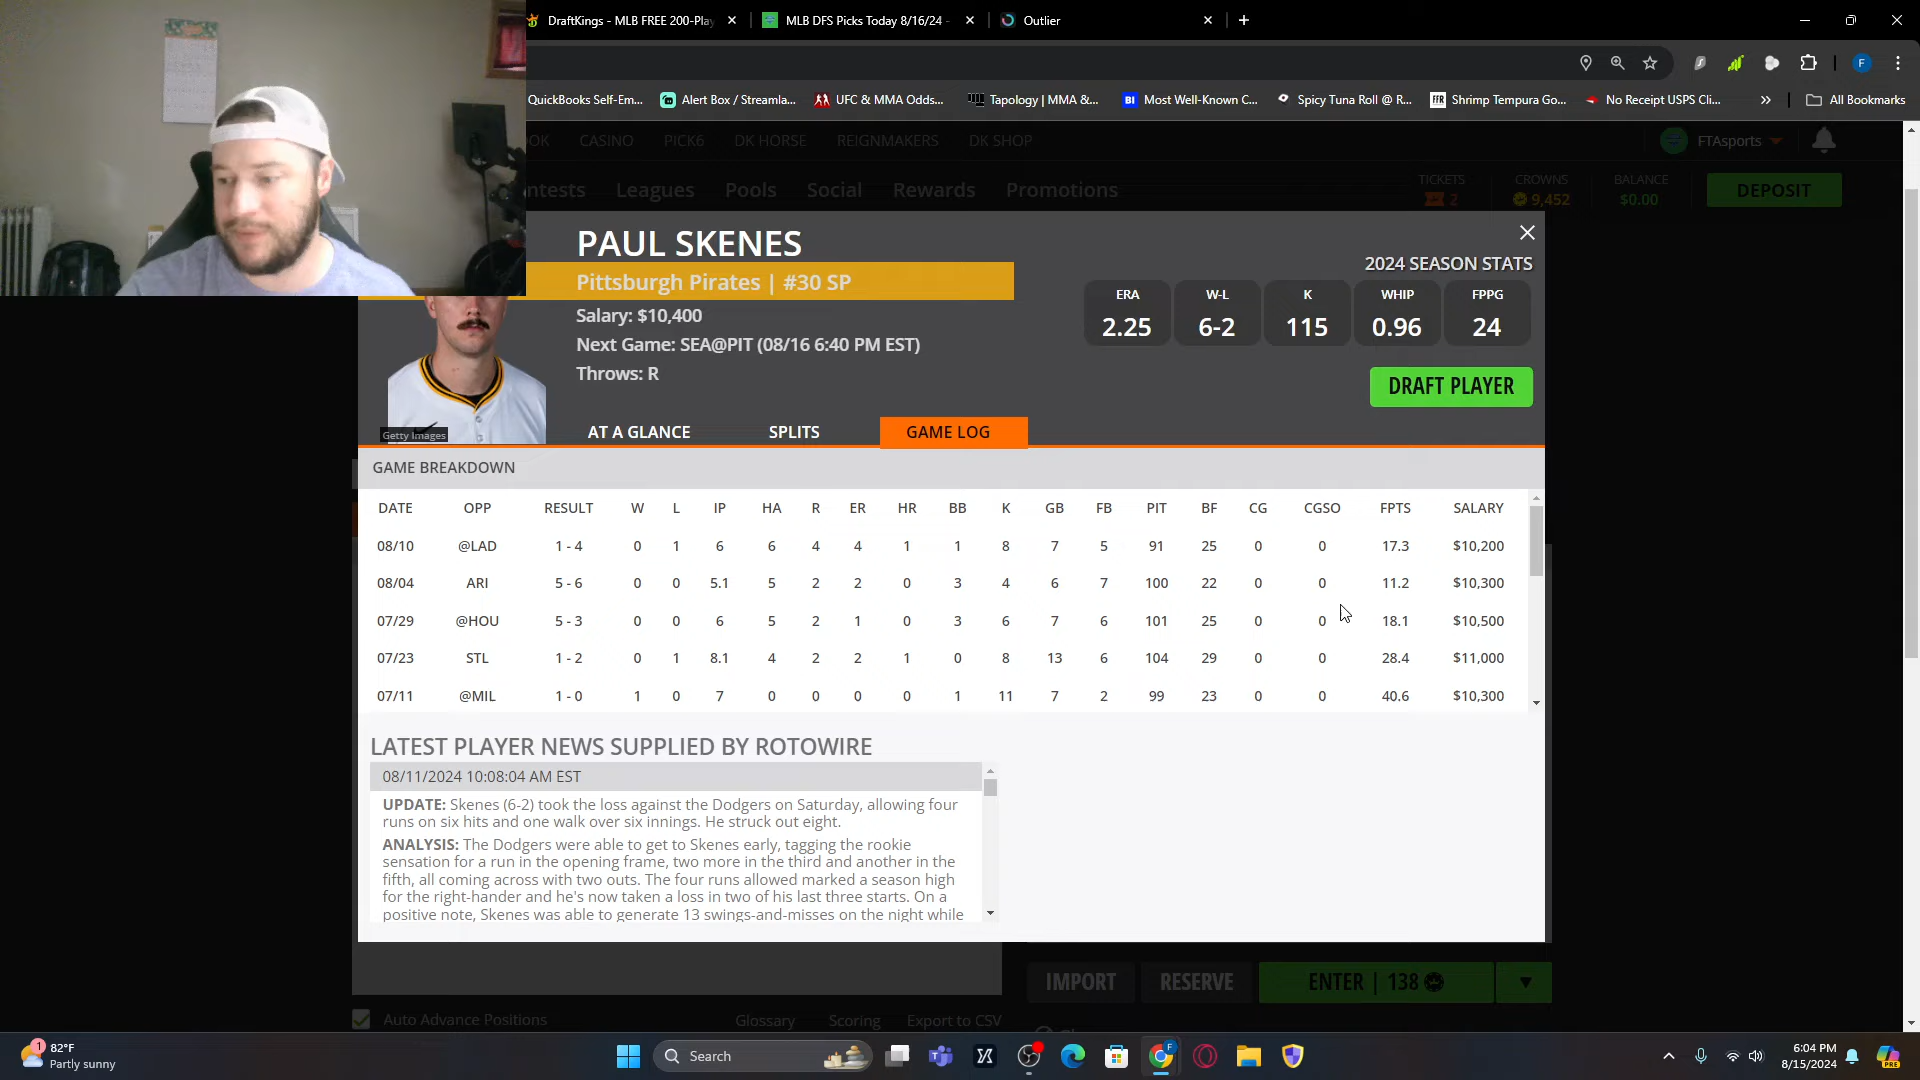 DraftKings - MLB FREE 200-Play
MLB DFS Picks Today 8/16/24 -
Outlier
QuickBooks Self-Em...
Alert Box / Streamla...
UFC & MMA Odds...
Tapology | MMA &...
BI Most Well-Known C...
Spicy Tuna Roll @ R...
FFR Shrimp Tempura Go...
No Receipt USPS Cli...
»
All Bookmarks
OK CASINO PICK6 DK HORSE REIGNMAKERS DK SHOP
FTAsports
ntests Leagues Pools Social Rewards Promotions
TICKETS 2
CROWNS 9,452
BALANCE $0.00
DEPOSIT
PAUL SKENES
Pittsburgh Pirates | #30 SP
Salary: $10,400
Next Game: SEA@PIT (08/16 6:40 PM EST)
Throws: R
2024 SEASON STATS
ERA W-L K WHIP FPPG
2.25 6-2 115 0.96 24
DRAFT PLAYER
Getty Images
AT A GLANCE SPLITS GAME LOG
GAME BREAKDOWN
DATE OPP RESULT W L IP HA R ER HR BB K GB FB PIT BF CG CGSO FPTS SALARY
08/10 @LAD 1 - 4 0 1 6 6 4 4 1 1 8 7 5 91 25 0 0 17.3 $10,200
08/04 ARI 5 - 6 0 0 5.1 5 2 2 0 3 4 6 7 100 22 0 0 11.2 $10,300
07/29 @HOU 5 - 3 0 0 6 5 2 1 0 3 6 7 6 101 25 0 0 18.1 $10,500
07/23 STL 1 - 2 0 1 8.1 4 2 2 1 0 8 13 6 104 29 0 0 28.4 $11,000
07/11 @MIL 1 - 0 1 0 7 0 0 0 0 1 11 7 2 99 23 0 0 40.6 $10,300
LATEST PLAYER NEWS SUPPLIED BY ROTOWIRE
08/11/2024 10:08:04 AM EST
UPDATE: Skenes (6-2) took the loss against the Dodgers on Saturday, allowing four
runs on six hits and one walk over six innings. He struck out eight.
ANALYSIS: The Dodgers were able to get to Skenes early, tagging the rookie
sensation for a run in the opening frame, two more in the third and another in the
fifth, all coming across with two outs. The four runs allowed marked a season high
for the right-hander and he's now taken a loss in two of his last three starts. On a
positive note, Skenes was able to generate 13 swings-and-misses on the night while
IMPORT RESERVE ENTER | 138
Auto Advance Positions
Glossary Scoring Export to CSV
1 82°F
Partly sunny
Search
6:04 PM
8/15/2024
PRE